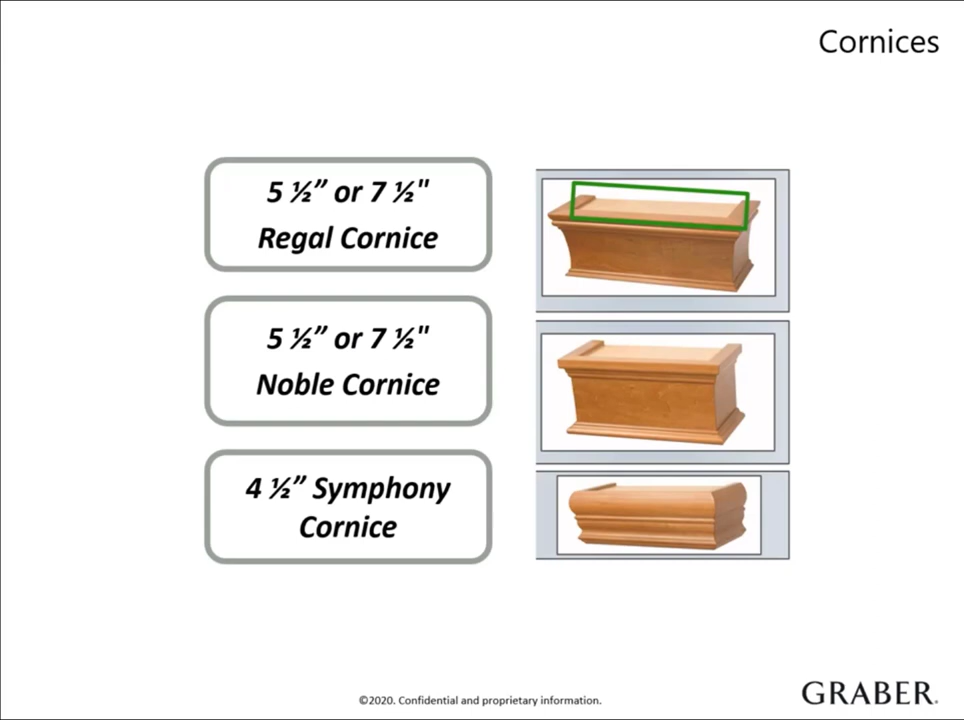 Cornices
5 ½” or 7 ½"
Regal Cornice
5 ½” or 7 ½"
Noble Cornice
4 ½” Symphony
Cornice
©2020. Confidential and proprietary information.
GRABER.